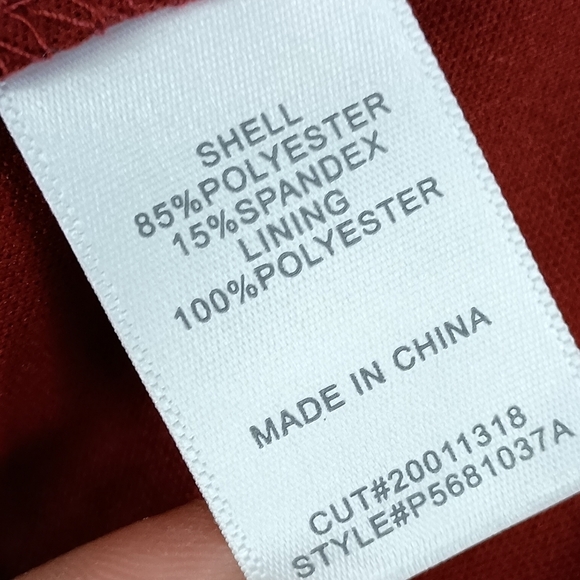 SHELL
85%POLYESTER
15%SPANDEX
LINING
100%POLYESTER
MADE IN CHINA
CUT#20011318
STYLE#P5681037A